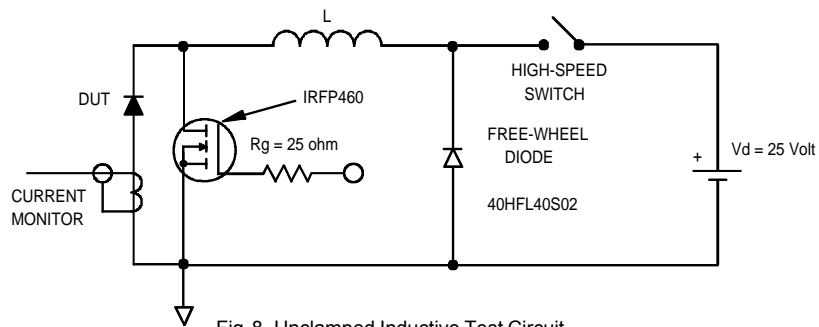 L
HIGH-SPEED
SWITCH
DUT
IRFP460
Rg = 25 ohm
FREE-WHEEL
DIODE
+
Vd = 25 Volt
CURRENT
MONITOR
40HFL40S02
Fig. 8- Unclamped Inductive Test Circuit